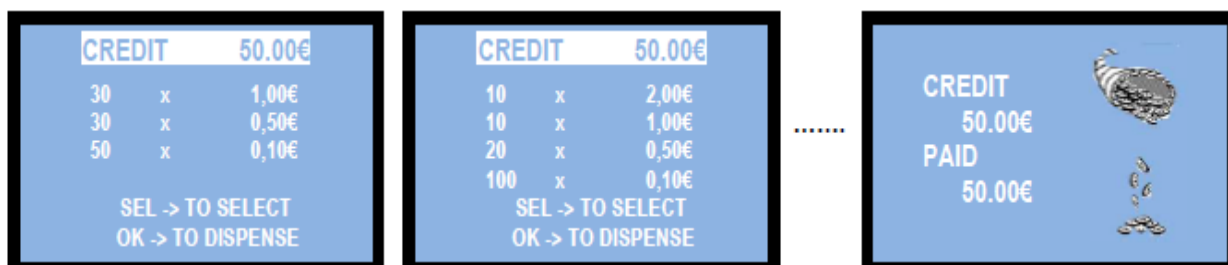 CREDIT 50.00€
30 x 1,00€
30 x 0,50€
50 x 0,10€
SEL -> TO SELECT
OK -> TO DISPENSE
CREDIT 50.00€
10 x 2,00€
10 x 1,00€
20 x 0,50€
100 x 0,10€
SEL -> TO SELECT
OK -> TO DISPENSE
.......
CREDIT
50.00€
PAID
50.00€